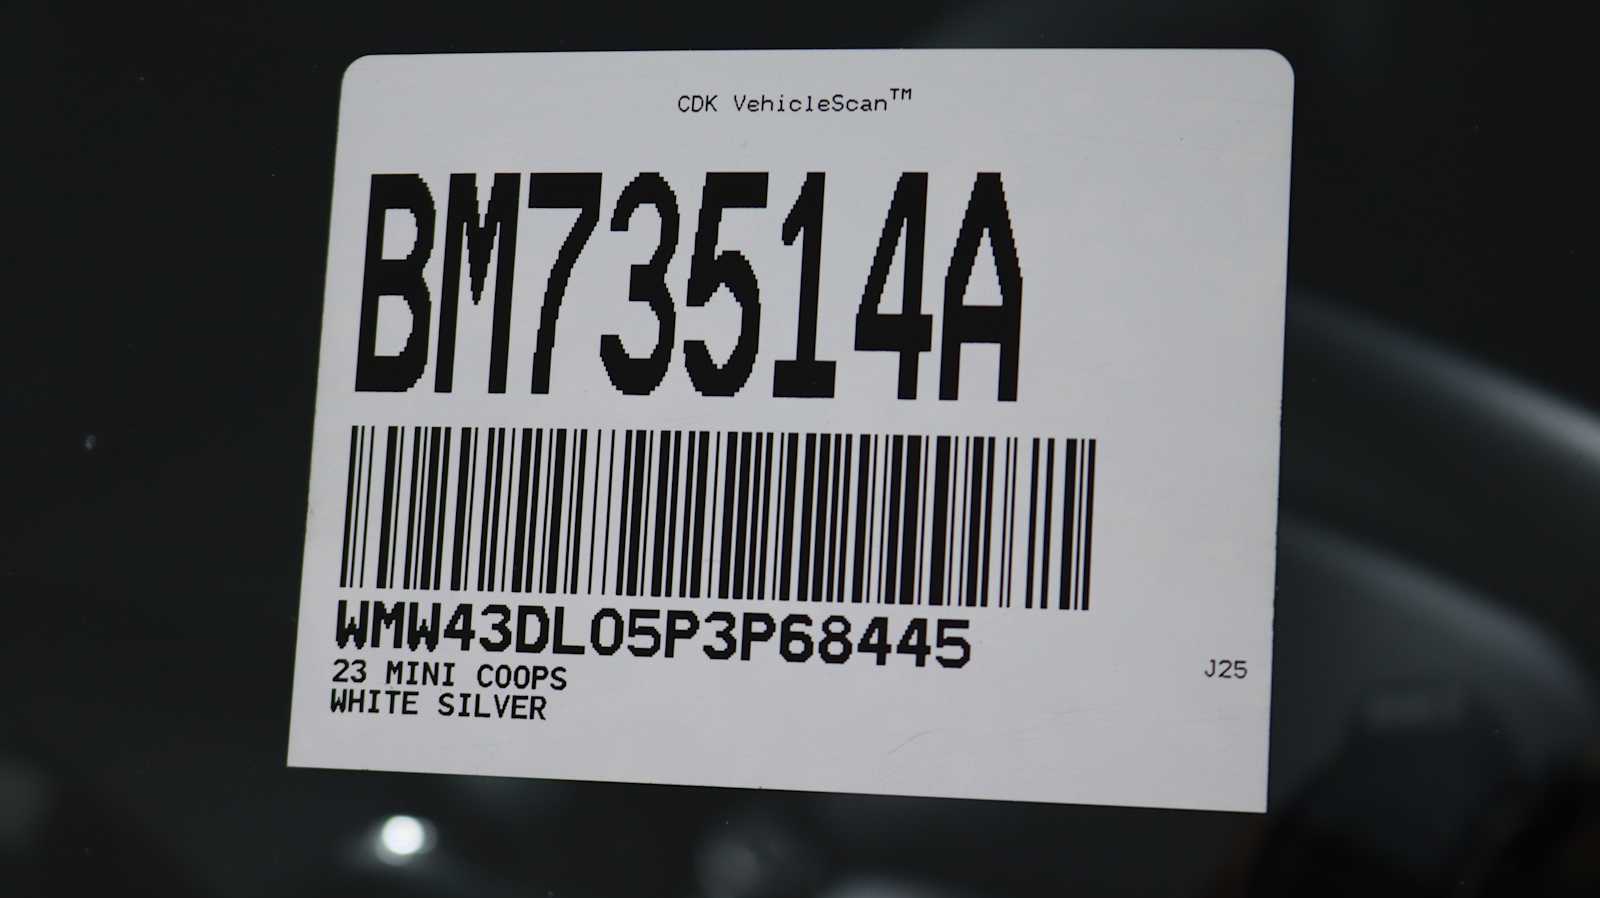 CDK VehicleScan™
BM73514A
WMW43DL05P3P68445
23 MINI COOPS
WHITE SILVER
J25